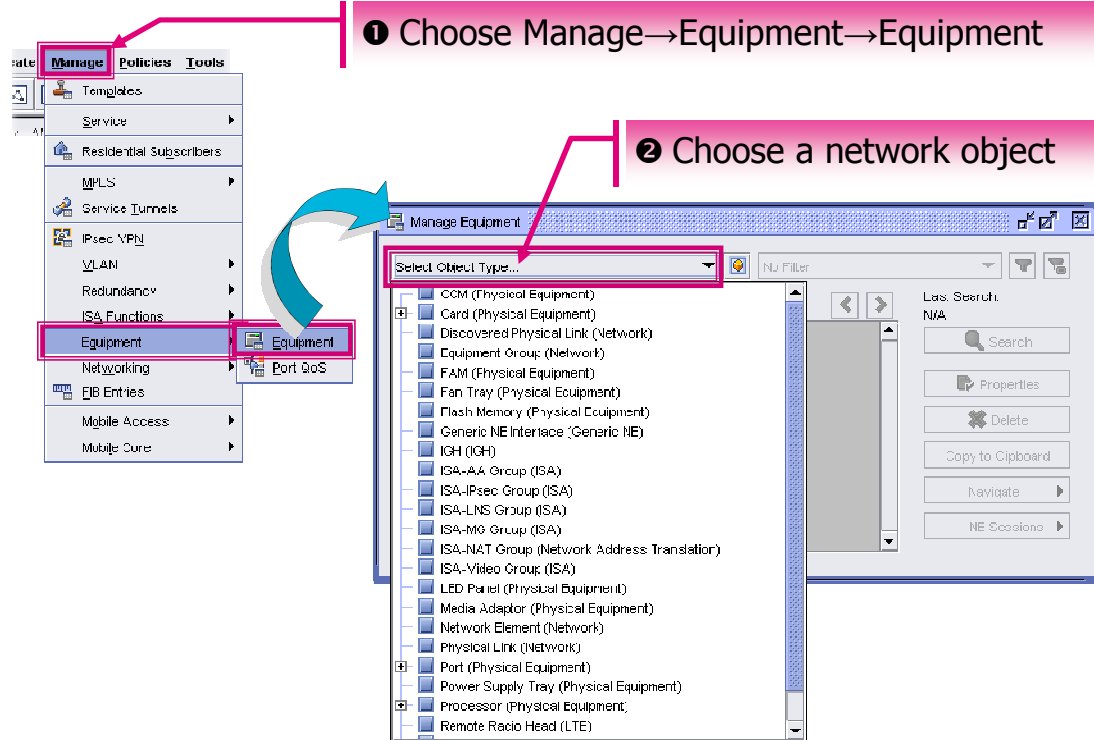 ❶ Choose Manage→Equipment→Equipment
Manage Policies Tools
Templates
Service
Residential Subscribers
❷ Choose a network object
MPLS
Service Tunnels
Manage Equipment
IPsec VPN
VLAN
Select Object Type...
No Filter
Redundancy
CCM (Physical Equipment)
Last Search:
N/A
ISA Functions
Card (Physical Equipment)
Discovered Physical Link (Network)
Equipment
Equipment
Search
Equipment Group (Network)
Networking
Port QoS
FAM (Physical Equipment)
Properties
FIB Entries
Fan Tray (Physical Equipment)
Flash Memory (Physical Equipment)
Mobile Access
Delete
Generic NE Interface (Generic NE)
Mobile Core
IGH (IGH)
Copy to Clipboard
ISA-AA Group (ISA)
ISA-IPsec Group (ISA)
Navigate
ISA-LNS Group (ISA)
ISA-MG Group (ISA)
NE Sessions
ISA-NAT Group (Network Address Translation)
ISA-Video Group (ISA)
LED Panel (Physical Equipment)
Media Adaptor (Physical Equipment)
Network Element (Network)
Physical Link (Network)
Port (Physical Equipment)
Power Supply Tray (Physical Equipment)
Processor (Physical Equipment)
Remote Radio Head (LTE)